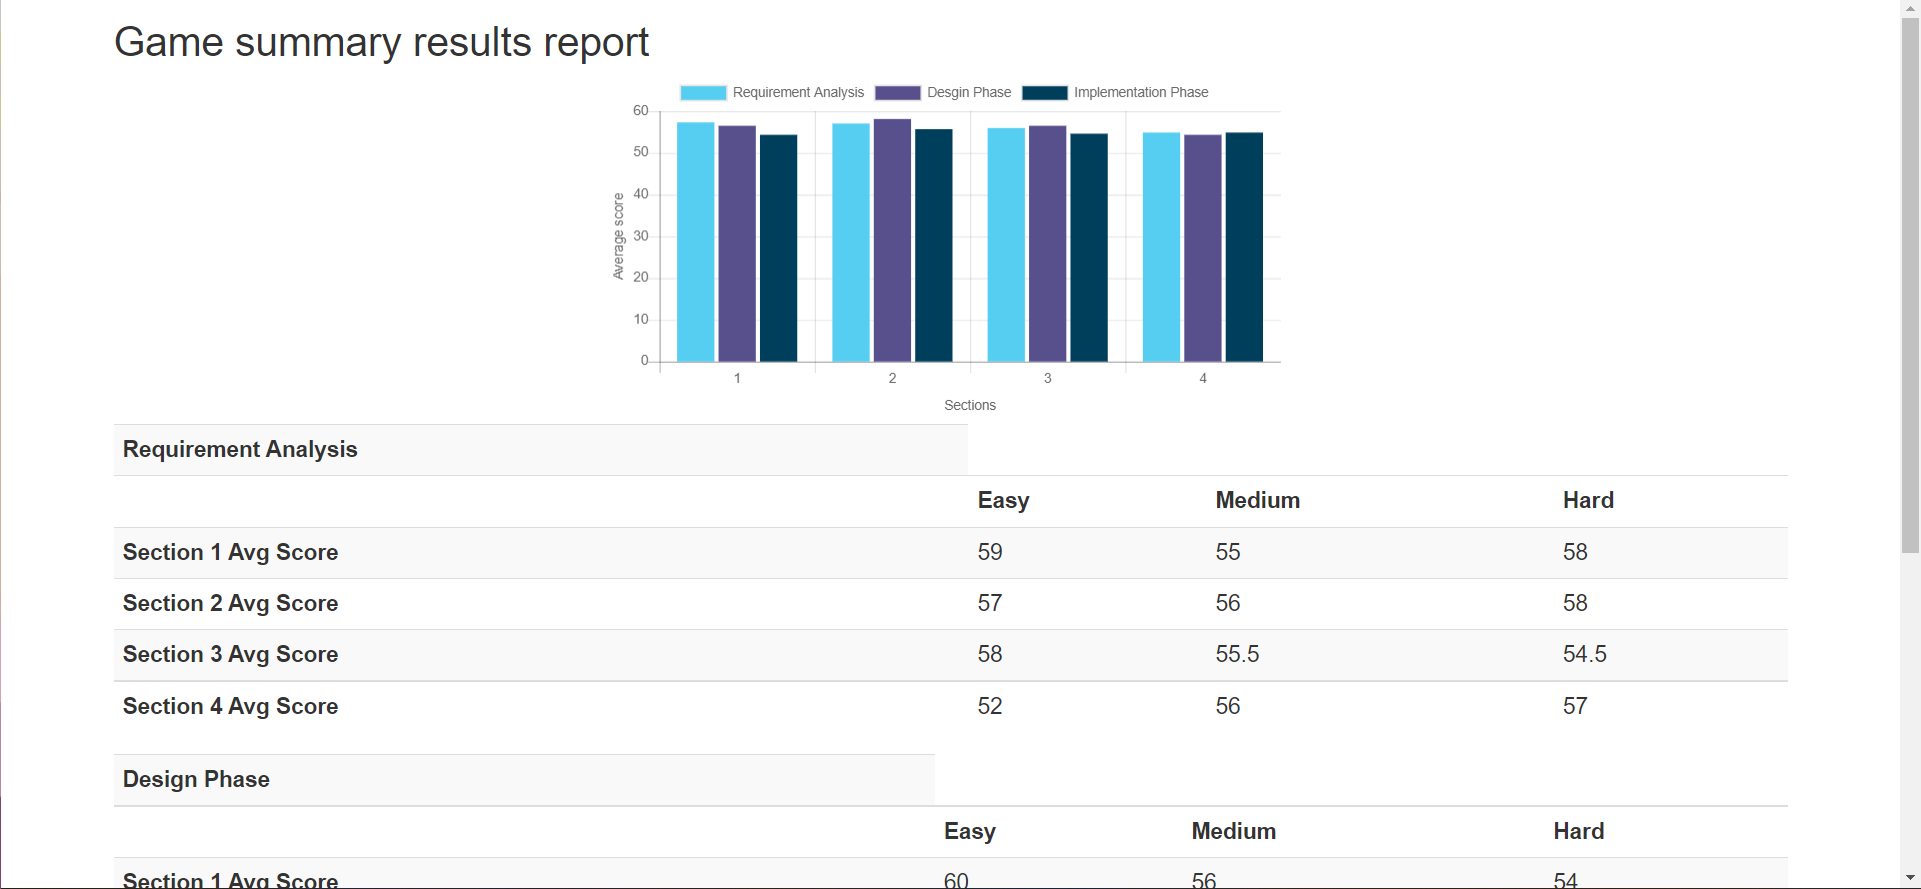 Game summary results report
Requirement Analysis Desgin Phase Implementation Phase
60
50
40
30
20
10
0
Average score
1 2 3 4
Sections
Requirement Analysis
Easy Medium Hard
Section 1 Avg Score 59 55 58
Section 2 Avg Score 57 56 58
Section 3 Avg Score 58 55.5 54.5
Section 4 Avg Score 52 56 57
Design Phase
Easy Medium Hard
Section 1 Avg Score 60 56 54